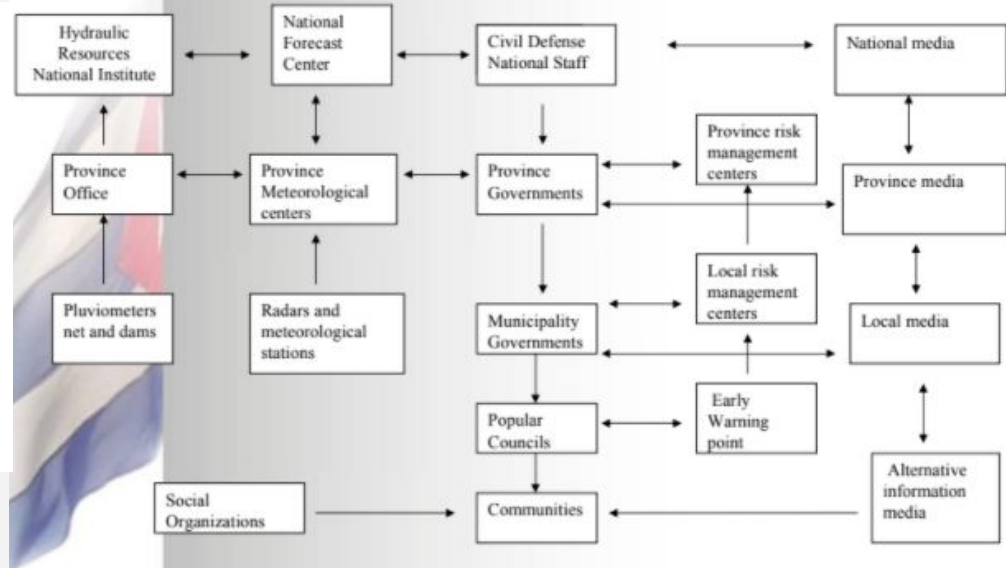 Hydraulic
Resources
National Institute
National
Forecast
Center
Civil Defense
National Staff
National media
Province
Office
Province
Meteorological
centers
Province
Governments
Province risk
management
centers
Province media
Pluviometers
net and dams
Radars and
meteorological
stations
Municipality
Governments
Local risk
management
centers
Local media
Popular
Councils
Early
Warning
point
Social
Organizations
Communities
Alternative
information
media